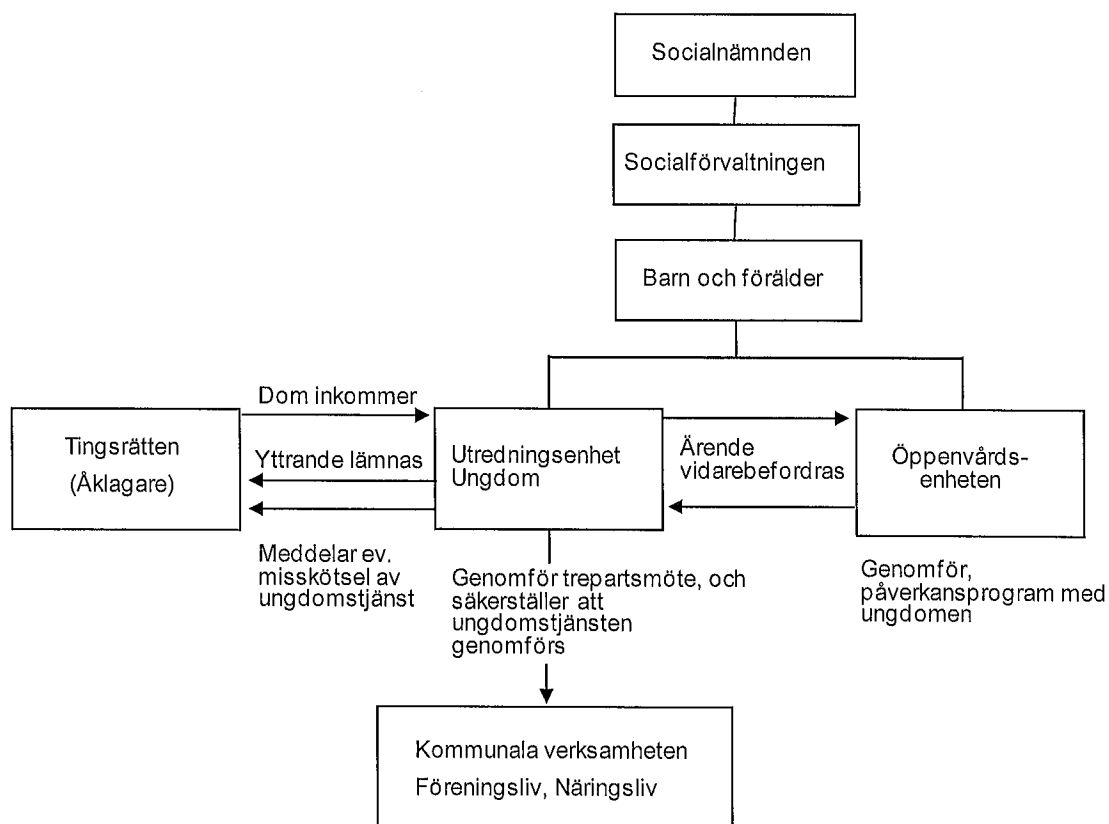 Socialnämnden
Socialförvaltningen
Barn och förälder
Dom inkommer
Tingsrätten
(Åklagare)
Yttrande lämnas
Utredningsenhet
Ungdom
Ärende
vidarebefordras
Öppenvårds-
enheten
Meddelar ev.
misskötsel av
ungdomstjänst
Genomför trepartsmöte, och
säkerställer att
ungdomstjänsten
genomförs
Genomför,
påverkansprogram med
ungdomen
Kommunala verksamheten
Föreningsliv, Näringsliv